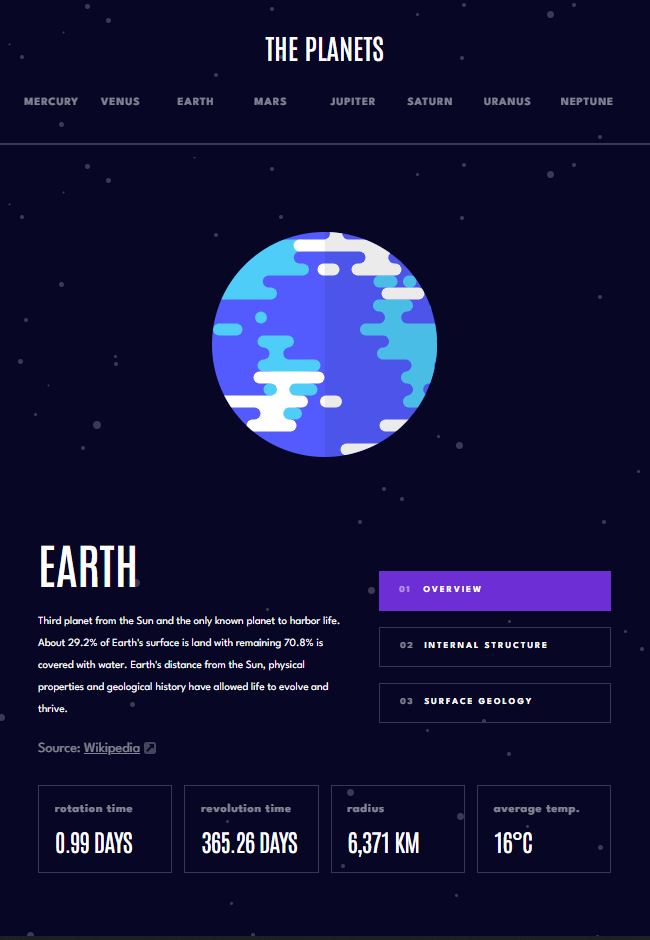 THE PLANETS
MERCURY VENUS EARTH MARS JUPITER SATURN URANUS NEPTUNE
EARTH
Third planet from the Sun and the only known planet to harbor life.
About 29.2% of Earth's surface is land with remaining 70.8% is
covered with water. Earth's distance from the Sun, physical
properties and geological history have allowed life to evolve and
thrive.
Source: Wikipedia
01 OVERVIEW
02 INTERNAL STRUCTURE
03 SURFACE GEOLOGY
rotation time
0.99 DAYS
revolution time
365.26 DAYS
radius
6,371 KM
average temp.
16°C